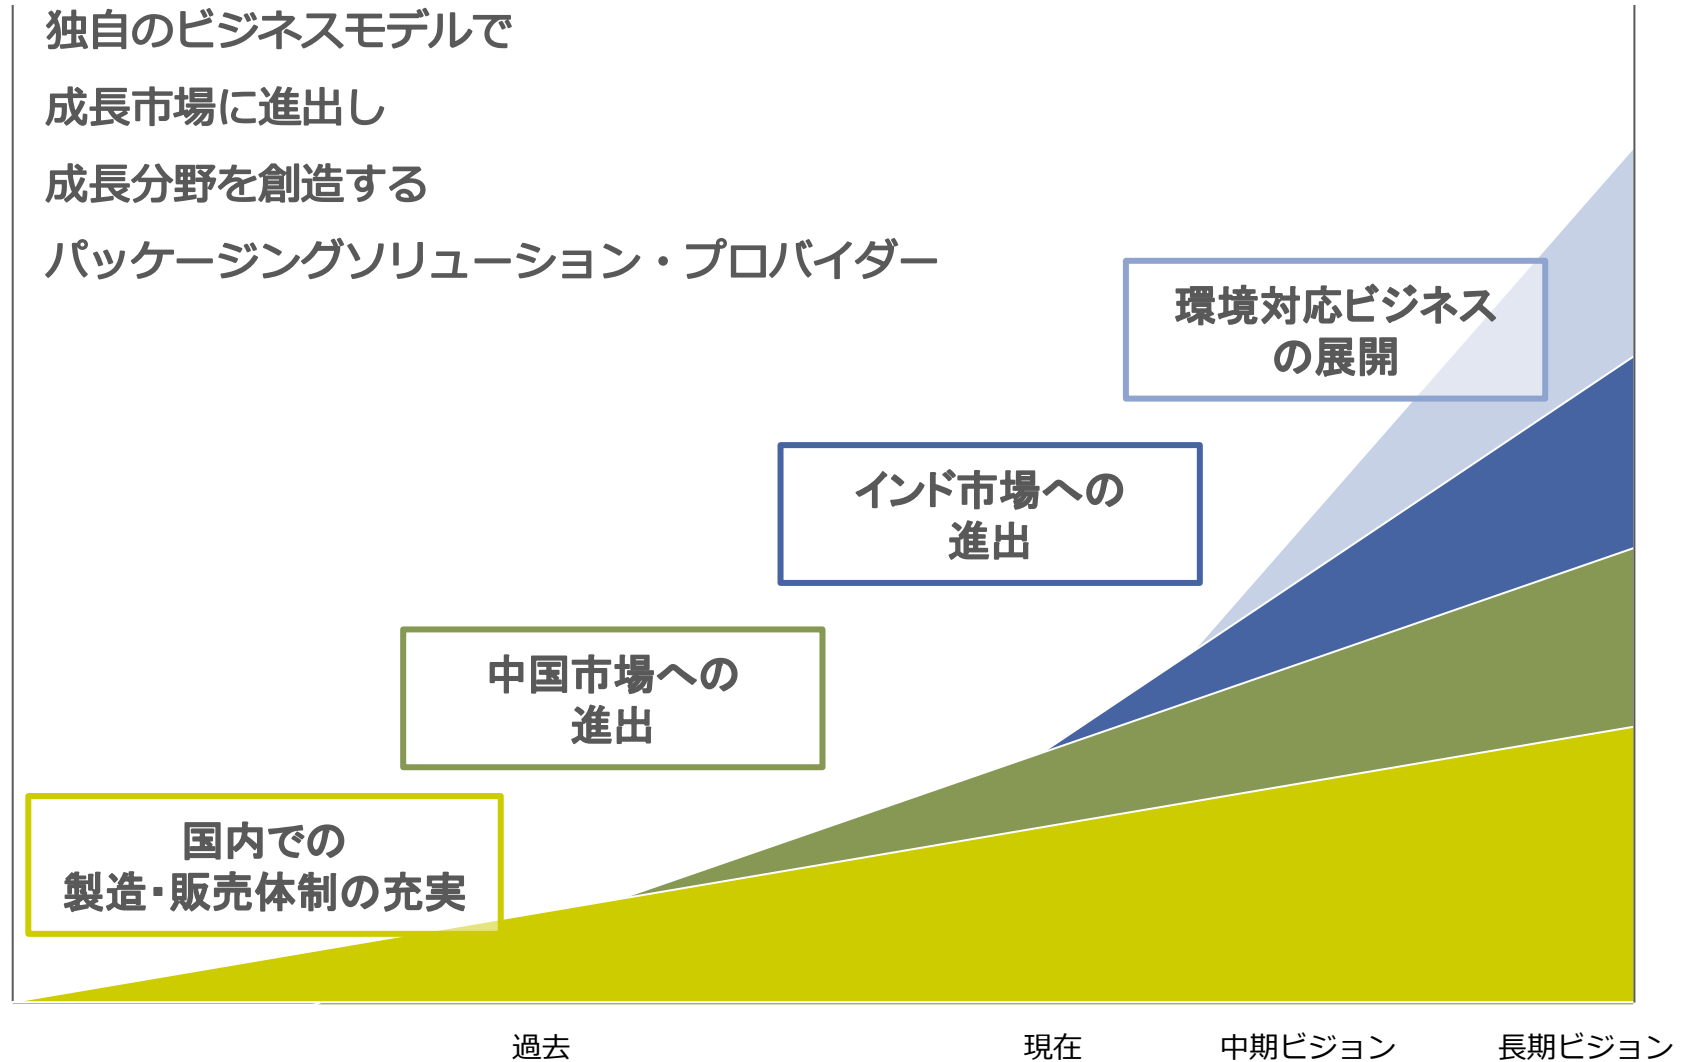 独自のビジネスモデルで
成長市場に進出し
成長分野を創造する
パッケージングソリューション・プロバイダー
環境対応ビジネス
の展開
インド市場への
進出
中国市場への
進出
国内での
製造・販売体制の充実
過去
現在
中期ビジョン
長期ビジョン